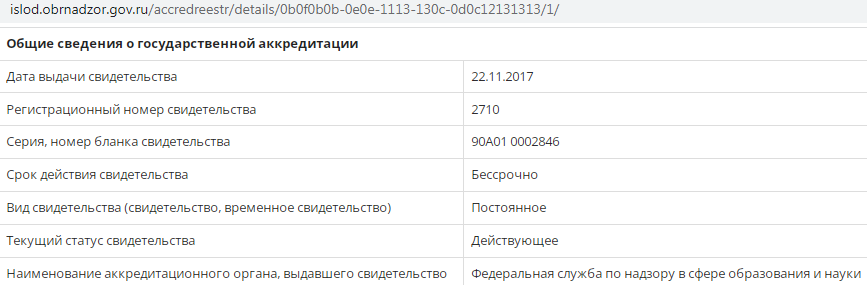 islod.obrnadzor.gov.ru/accredreestr/details/0b0f0b0b-0e0e-1113-130c-0d0c12131313/1/
Общие сведения о государственной аккредитации
Дата выдачи свидетельства 22.11.2017
Регистрационный номер свидетельства 2710
Серия, номер бланка свидетельства 90А01 0002846
Срок действия свидетельства Бессрочно
Вид свидетельства (свидетельство, временное свидетельство) Постоянное
Текущий статус свидетельства Действующее
Наименование аккредитационного органа, выдавшего свидетельство Федеральная служба по надзору в сфере образования и науки